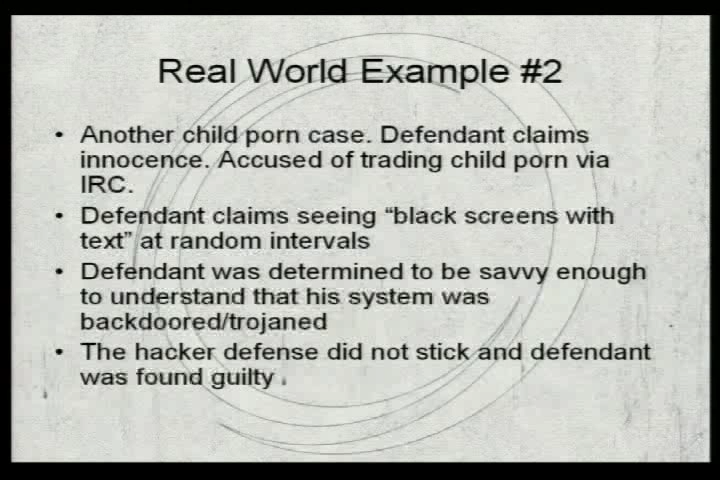 Real World Example #2
• Another child porn case. Defendant claims
innocence. Accused of trading child porn via
IRC.
• Defendant claims seeing “black screens with
text” at random intervals
• Defendant was determined to be savvy enough
to understand that his system was
backdoored/trojaned
• The hacker defense did not stick and defendant
was found guilty .